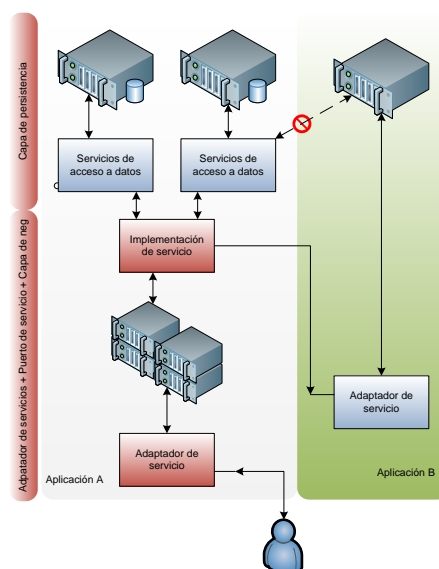 Capa de persistencia
Servicios de
acceso a datos
Servicios de
acceso a datos
Implementación
de servicio
Adpatador de servicios + Puerto de servicio + Capa de neg
Adaptador de
servicio
Adaptador de
servicio
Aplicación A
Aplicación B